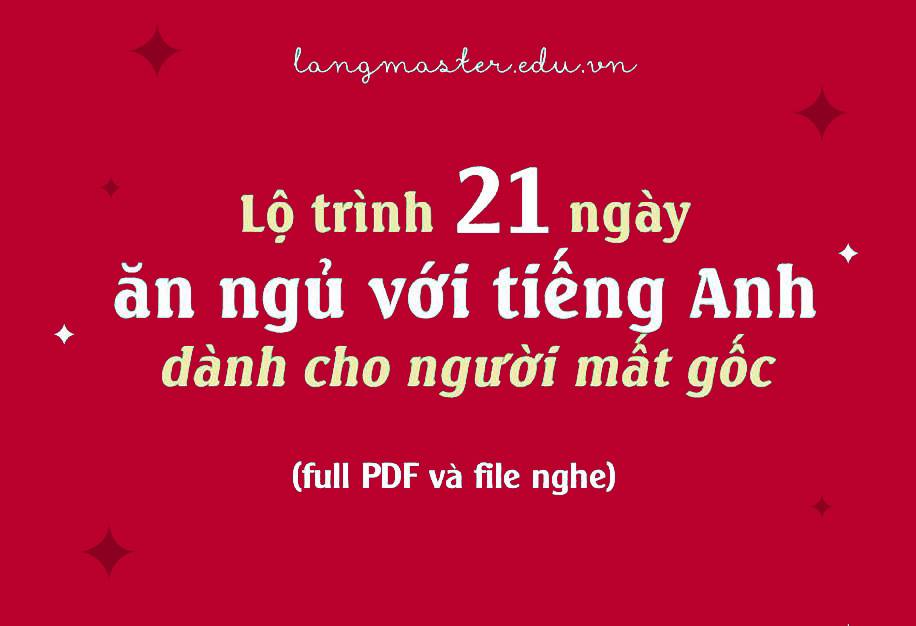 langmaster.edu.vn
Lộ trình 21 ngày
ăn ngủ với tiếng Anh
dành cho người mất gốc
(full PDF và file nghe)